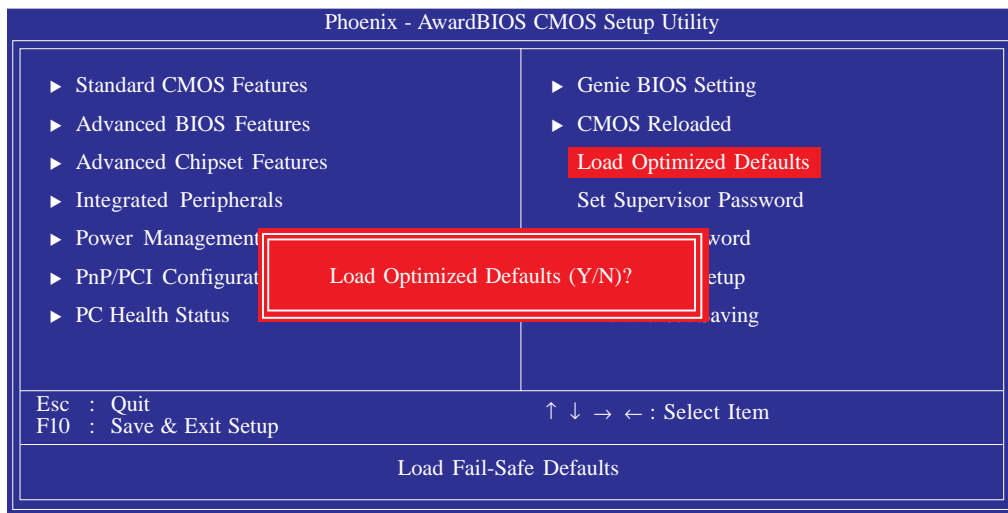 Phoenix - AwardBIOS CMOS Setup Utility
▶ Standard CMOS Features
▶ Advanced BIOS Features
▶ Advanced Chipset Features
▶ Integrated Peripherals
▶ Power Management
▶ PnP/PCI Configurat
▶ PC Health Status
▶ Genie BIOS Setting
▶ CMOS Reloaded
Load Optimized Defaults
Set Supervisor Password
word
etup
aving
Load Optimized Defaults (Y/N)?
Esc : Quit
F10 : Save & Exit Setup
↑ ↓ → ← : Select Item
Load Fail-Safe Defaults